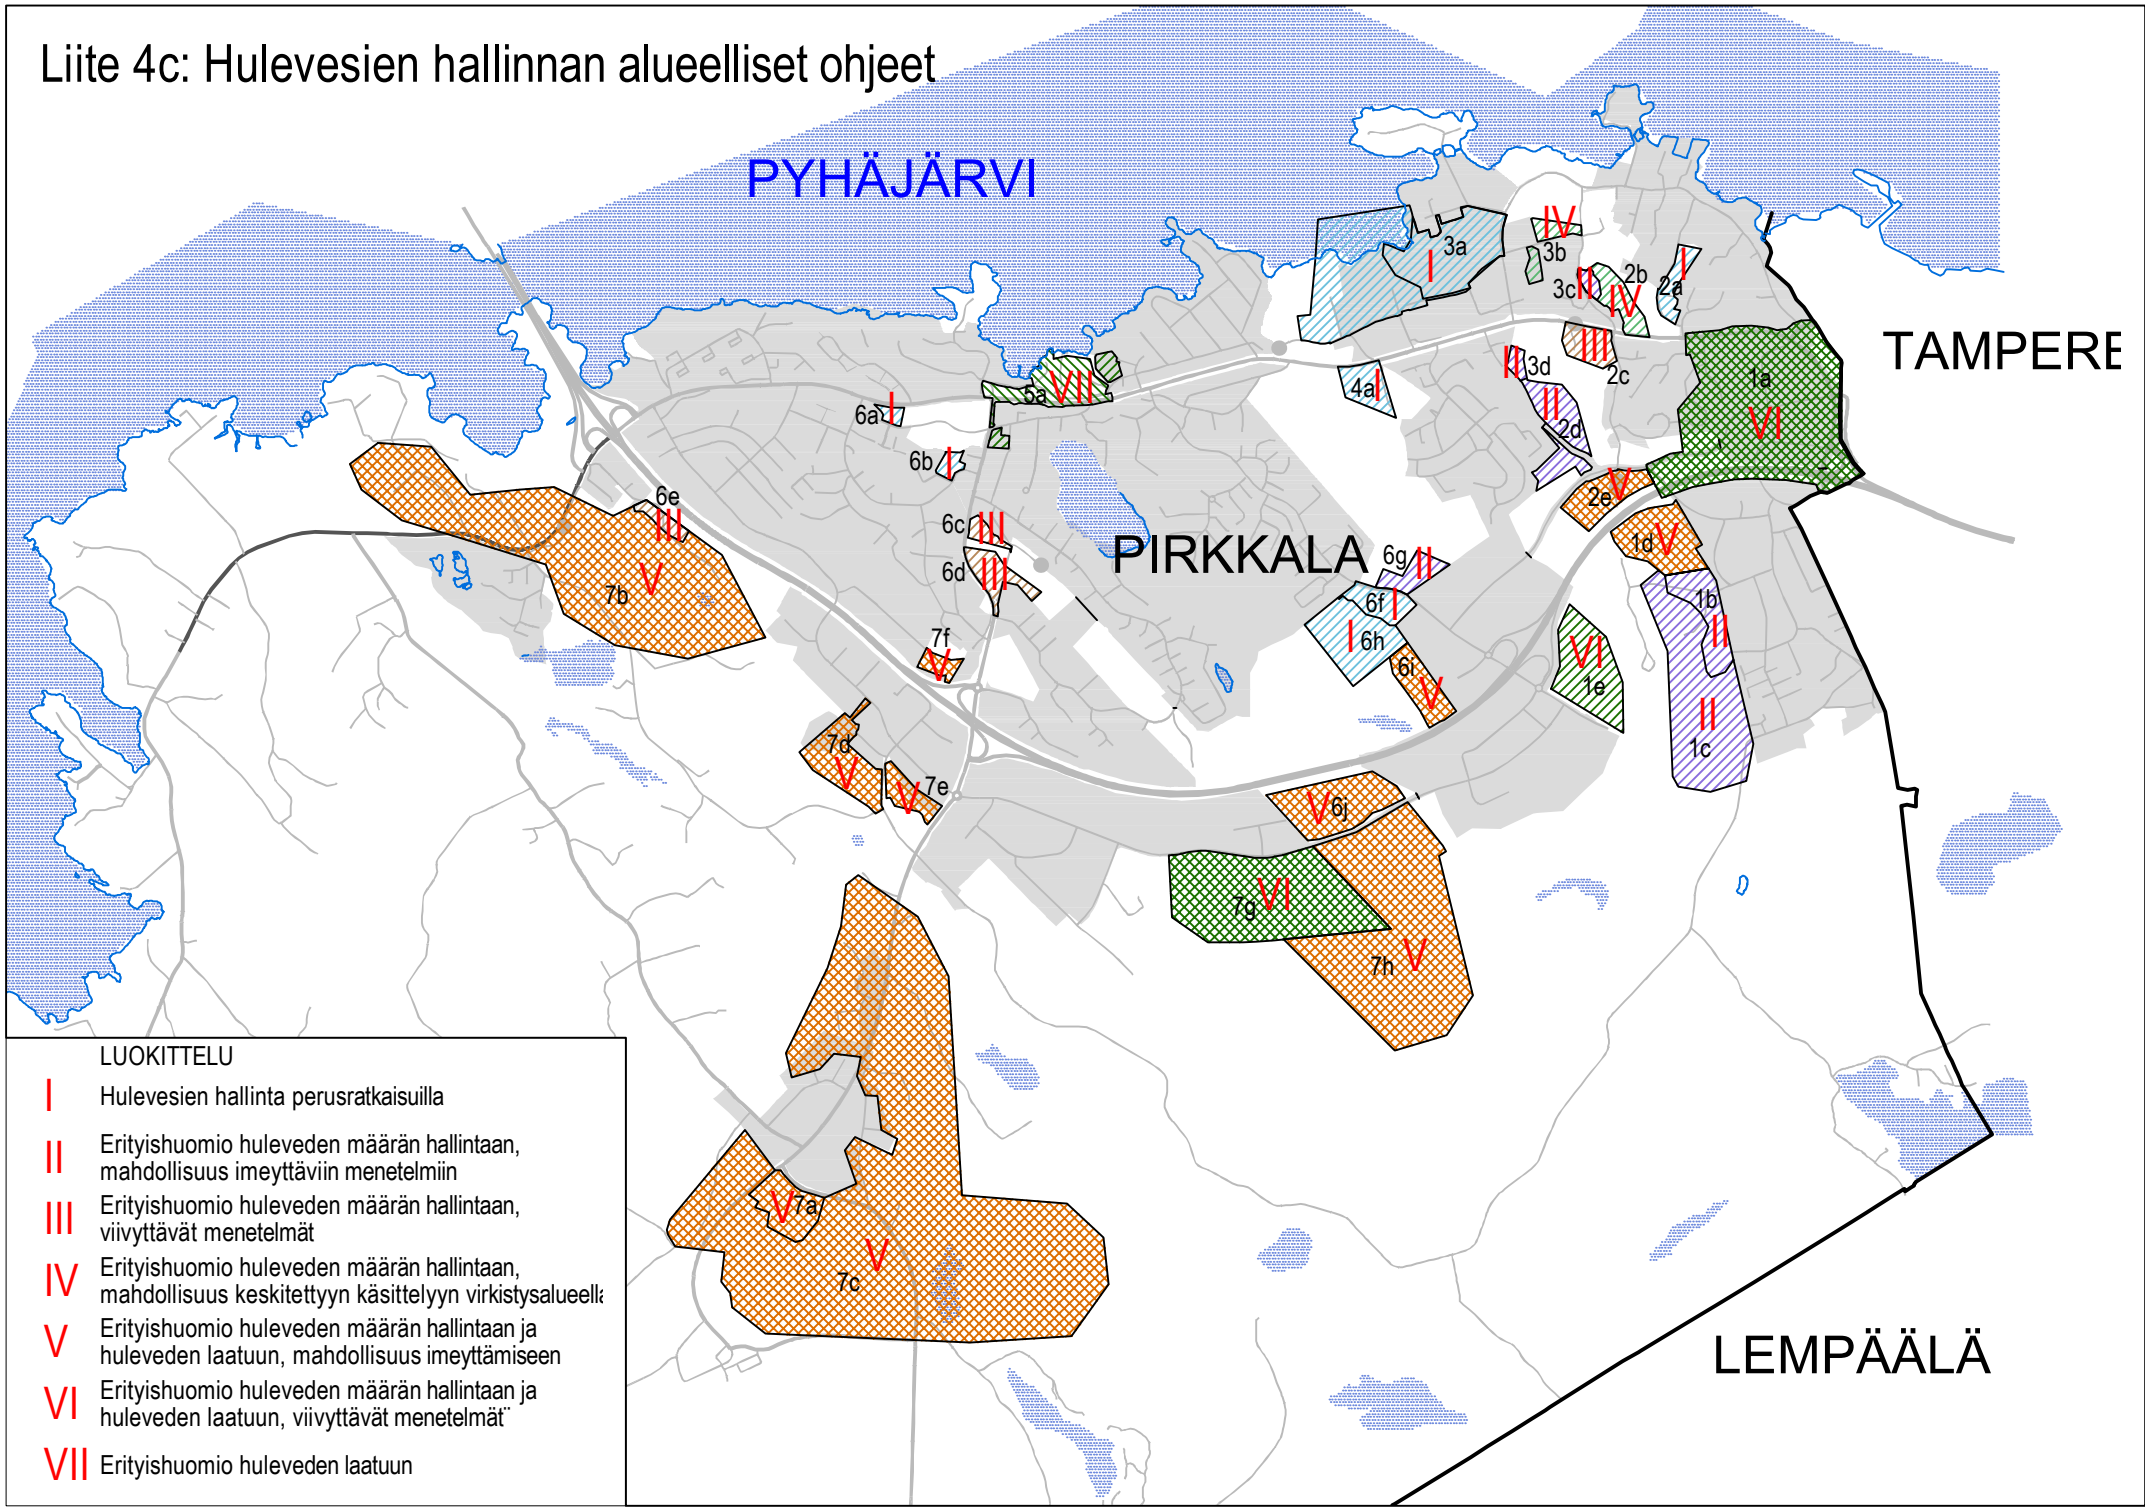 Liite 4c: Hulevesien hallinnan alueelliset ohjeet
PYHÄJÄRVI
TAMPERE
PIRKKALA
LEMPÄÄLÄ
IV
3a
I
3b
3c
II
2b
IV
2a
I
III
2c
II
3d
II
2d
1a
VI
4a
I
5a
VII
6a
I
6b
I
6c
III
6d
III
6e
III
V
7b
2e
V
1d
V
1b
II
II
1c
VI
1e
6g
II
6f
I
I
6h
6i
V
7f
V
7d
V
V
7e
V
6j
7g
VI
7h
V
V
7a
V
7c
LUOKITTELU
I Hulevesien hallinta perusratkaisuilla
II Erityishuomio huleveden määrän hallintaan,
mahdollisuus imeyttäviin menetelmiin
III Erityishuomio huleveden määrän hallintaan,
viivyttävät menetelmät
IV Erityishuomio huleveden määrän hallintaan,
mahdollisuus keskitettyyn käsittelyyn virkistysalueella
V Erityishuomio huleveden määrän hallintaan ja
huleveden laatuun, mahdollisuus imeyttämiseen
VI Erityishuomio huleveden määrän hallintaan ja
huleveden laatuun, viivyttävät menetelmät¨
VII Erityishuomio huleveden laatuun